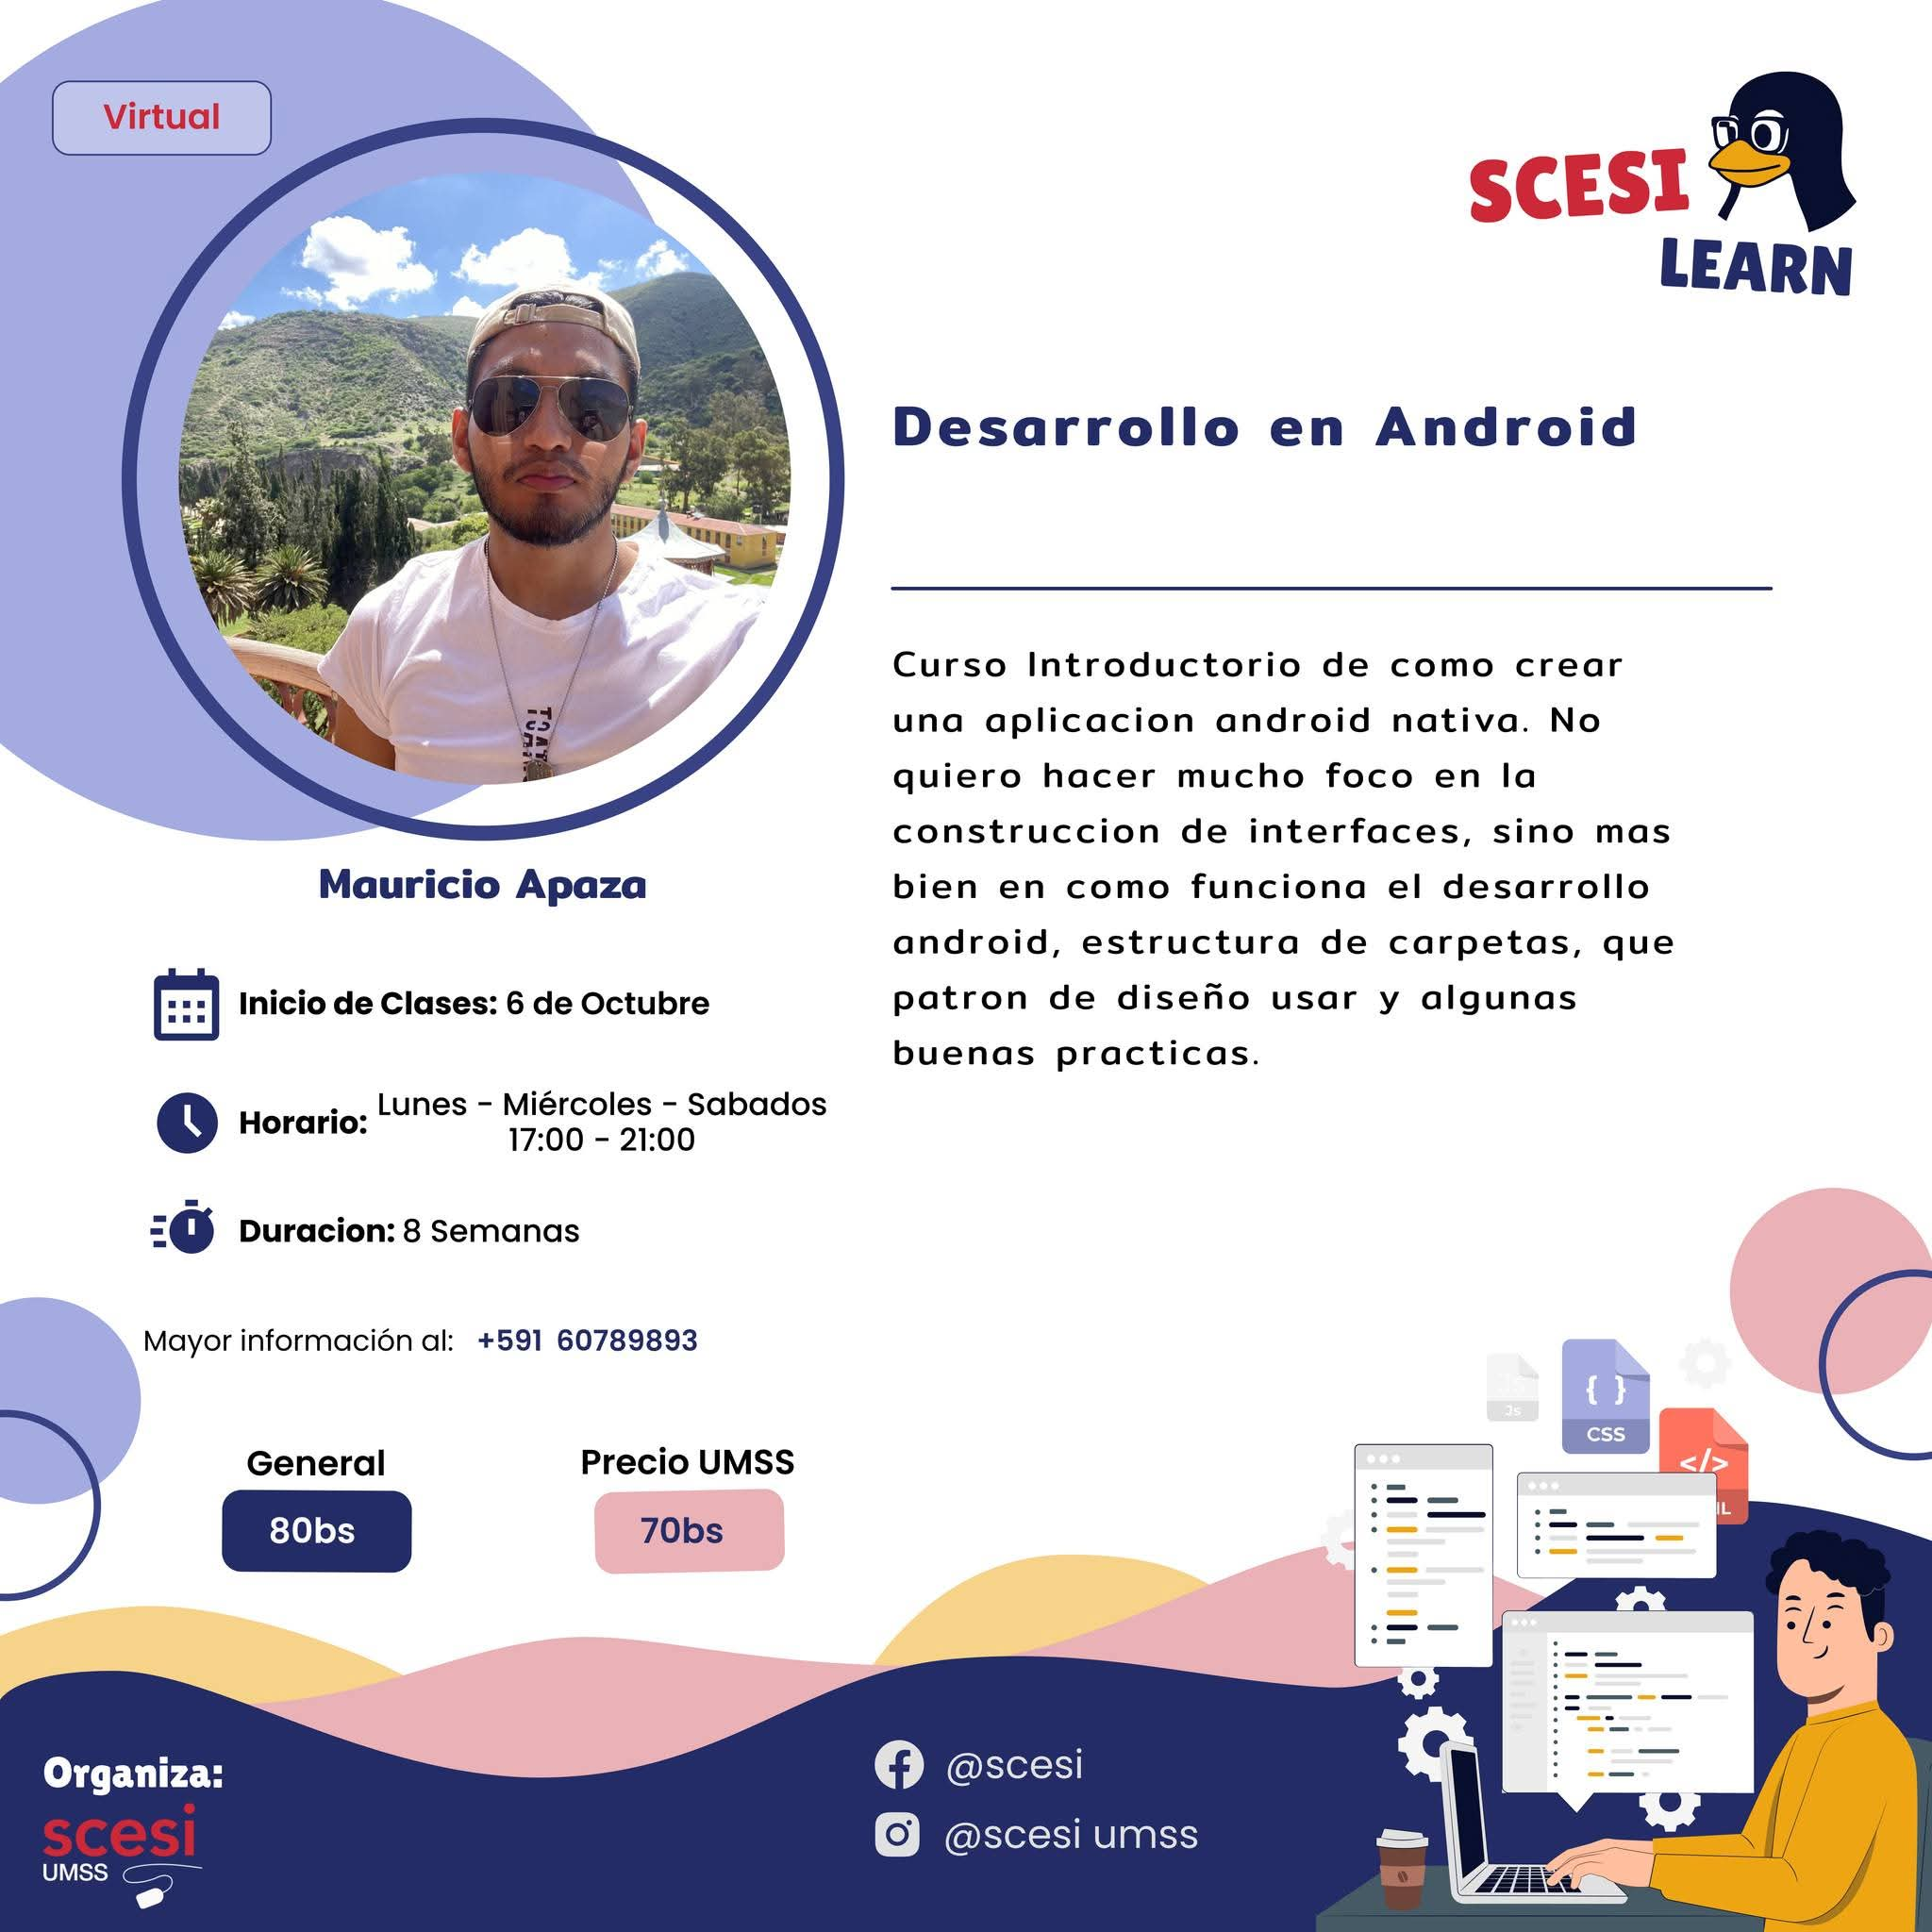 Virtual
SCESI
LEARN
Desarrollo en Android
Curso Introductorio de como crear
una aplicacion android nativa. No
quiero hacer mucho foco en la
construccion de interfaces, sino mas
bien en como funciona el desarrollo
android, estructura de carpetas, que
patron de diseño usar y algunas
buenas practicas.
Mauricio Apaza
Inicio de Clases: 6 de Octubre
Horario: Lunes - Miércoles - Sabados
17:00 - 21:00
Duracion: 8 Semanas
Mayor información al: +591 60789893
General
80bs
Precio UMSS
70bs
Js
{ }
CSS
</>
Organiza:
scesi
UMSS
@scesi
@scesi umss